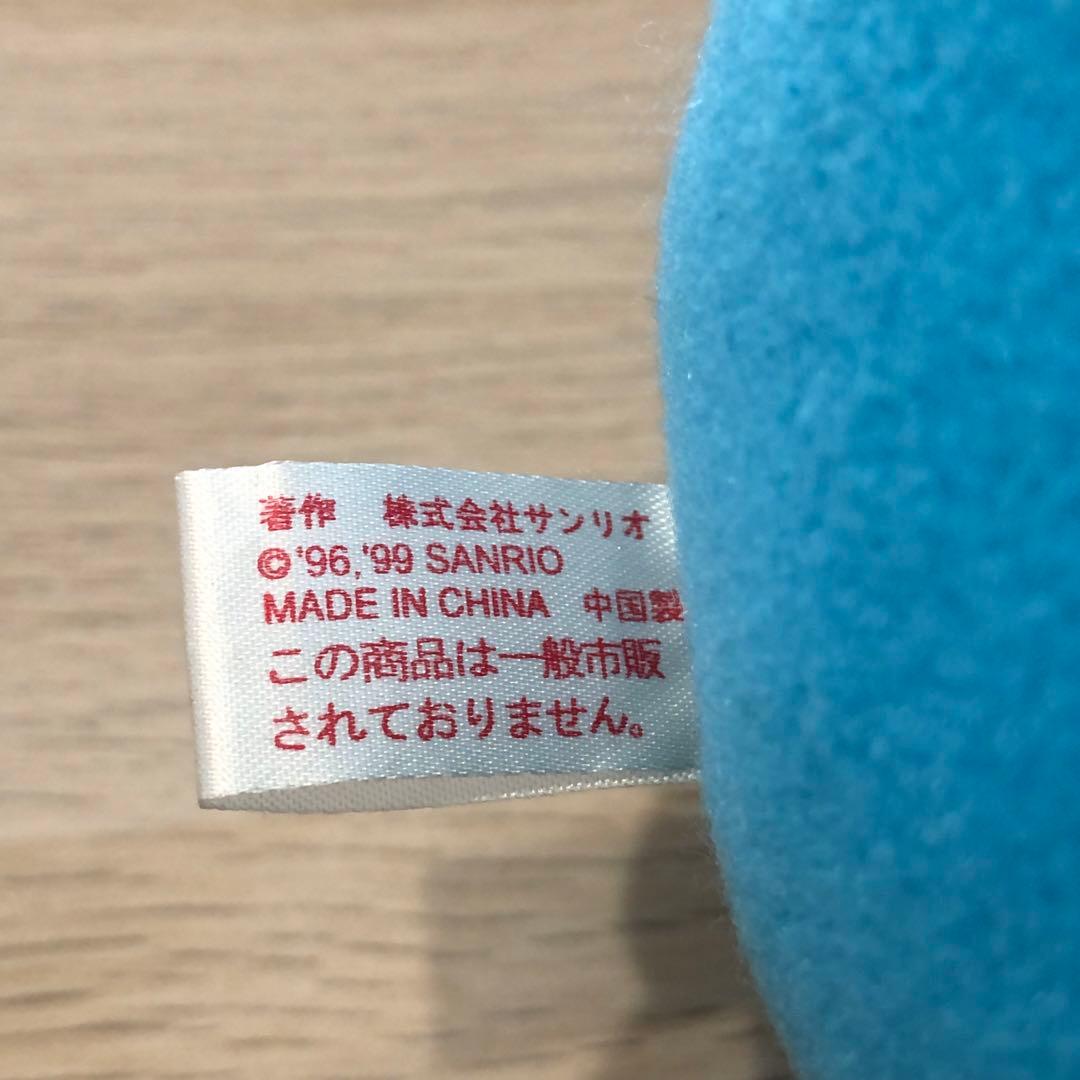 著作　株式会社サンリオ
©'96,'99 SANRIO
MADE IN CHINA　中国製
この商品は一般市販
されておりません。